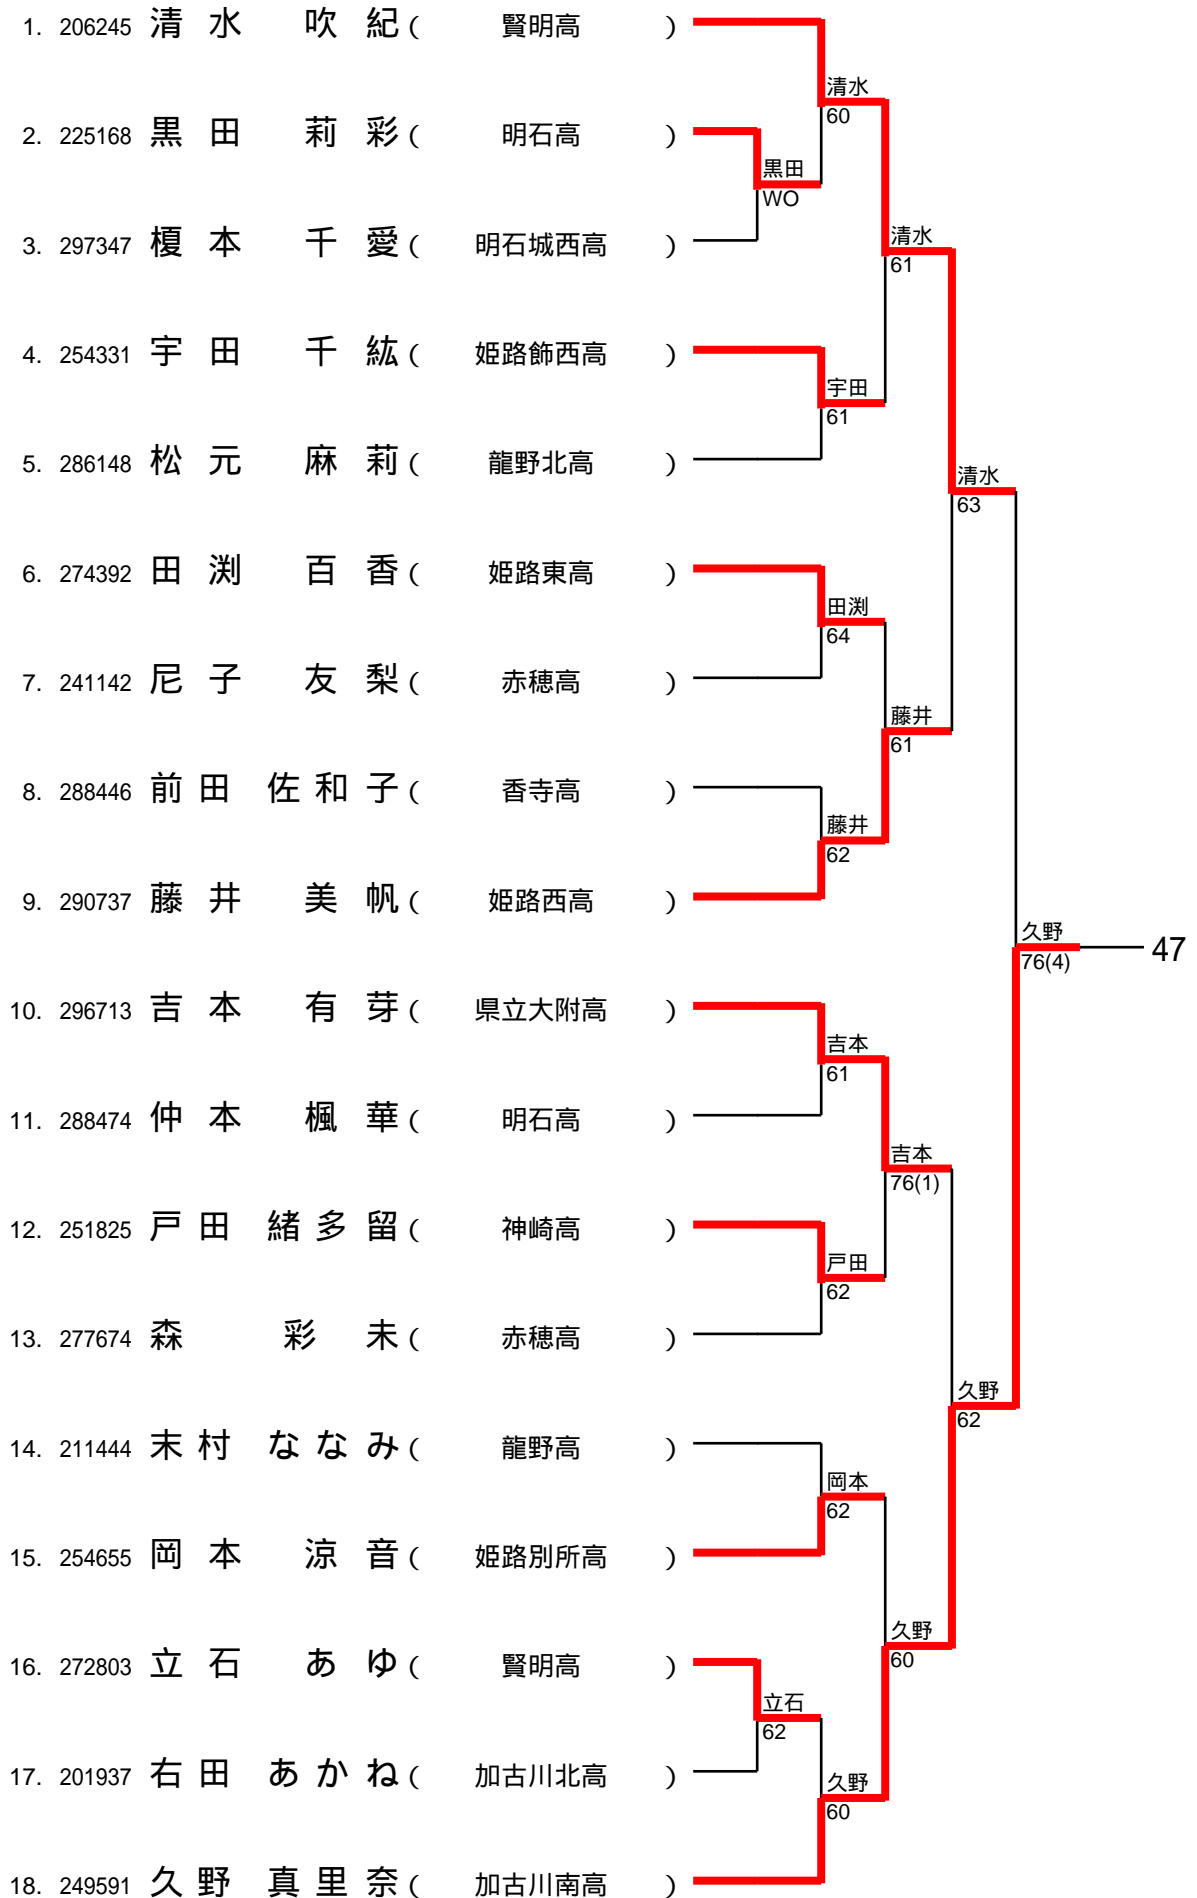 1. 206245 清水 吹紀 ( 賢明高 )
清水
60
2. 225168 黒田 莉彩 ( 明石高 )
黒田
WO
3. 297347 榎本 千愛 ( 明石城西高 )
清水
61
4. 254331 宇田 千紘 ( 姫路飾西高 )
宇田
61
5. 286148 松元 麻莉 ( 龍野北高 )
清水
63
6. 274392 田渕 百香 ( 姫路東高 )
田渕
64
7. 241142 尼子 友梨 ( 赤穂高 )
藤井
61
8. 288446 前田 佐和子 ( 香寺高 )
藤井
62
9. 290737 藤井 美帆 ( 姫路西高 )
久野
76(4)
47
10. 296713 吉本 有芽 ( 県立大附高 )
吉本
61
11. 288474 仲本 楓華 ( 明石高 )
吉本
76(1)
12. 251825 戸田 緒多留 ( 神崎高 )
戸田
62
13. 277674 森 彩未 ( 赤穂高 )
久野
62
14. 211444 末村 ななみ ( 龍野高 )
岡本
62
15. 254655 岡本 涼音 ( 姫路別所高 )
久野
60
16. 272803 立石 あゆ ( 賢明高 )
立石
62
17. 201937 右田 あかね ( 加古川北高 )
久野
60
18. 249591 久野 真里奈 ( 加古川南高 )